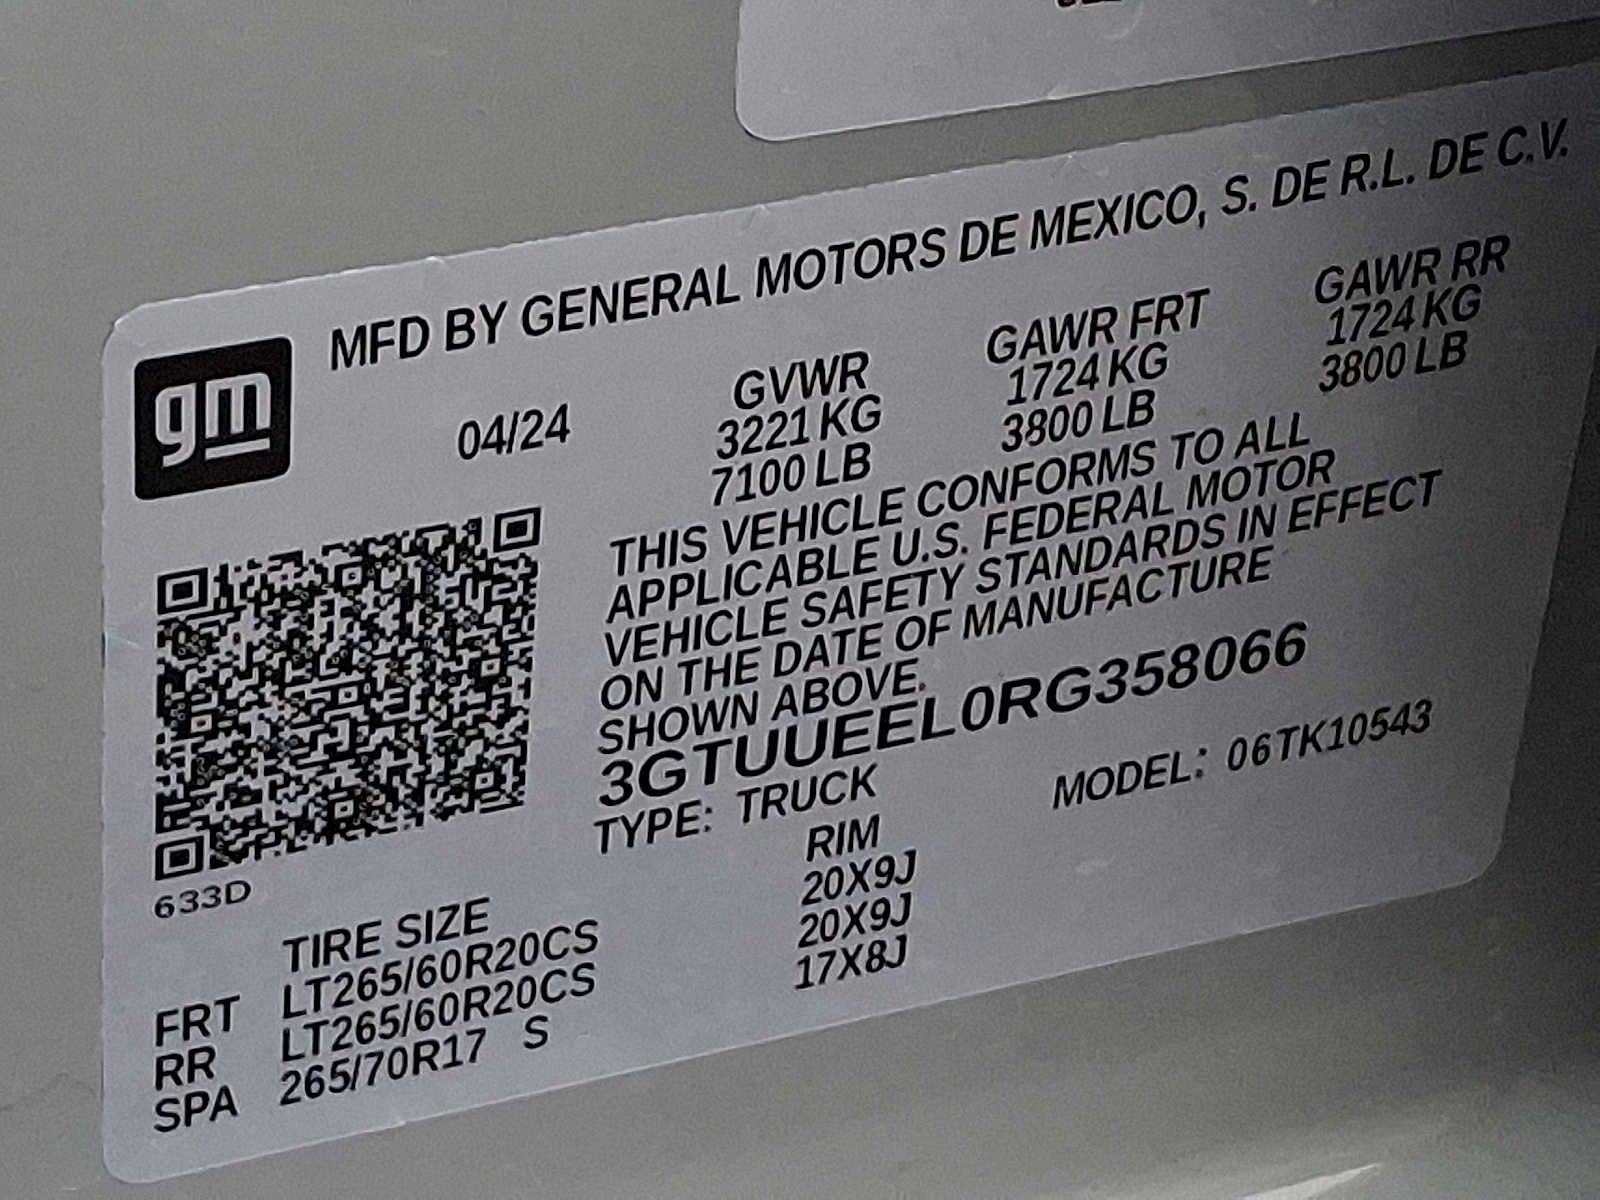 MFD BY GENERAL MOTORS DE MEXICO, S. DE R.L. DE C.V.
gm
04/24
GVWR GAWR FRT GAWR RR
3221 KG 1724 KG 1724 KG
7100 LB 3800 LB 3800 LB
THIS VEHICLE CONFORMS TO ALL
APPLICABLE U.S. FEDERAL MOTOR
VEHICLE SAFETY STANDARDS IN EFFECT
ON THE DATE OF MANUFACTURE
SHOWN ABOVE.
3GTUUEEL0RG358066
TYPE: TRUCK MODEL: 06TK10543
633D
TIRE SIZE RIM
FRT LT265/60R20CS 20X9J
RR LT265/60R20CS 20X9J
SPA 265/70R17 S 17X8J